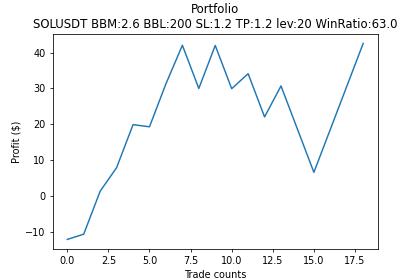 Portfolio
SOLUSDT BBM:2.6 BBL:200 SL:1.2 TP:1.2 lev:20 WinRatio:63.0
40
30
20
10
0
−10
Profit ($)
0.0 2.5 5.0 7.5 10.0 12.5 15.0 17.5
Trade counts